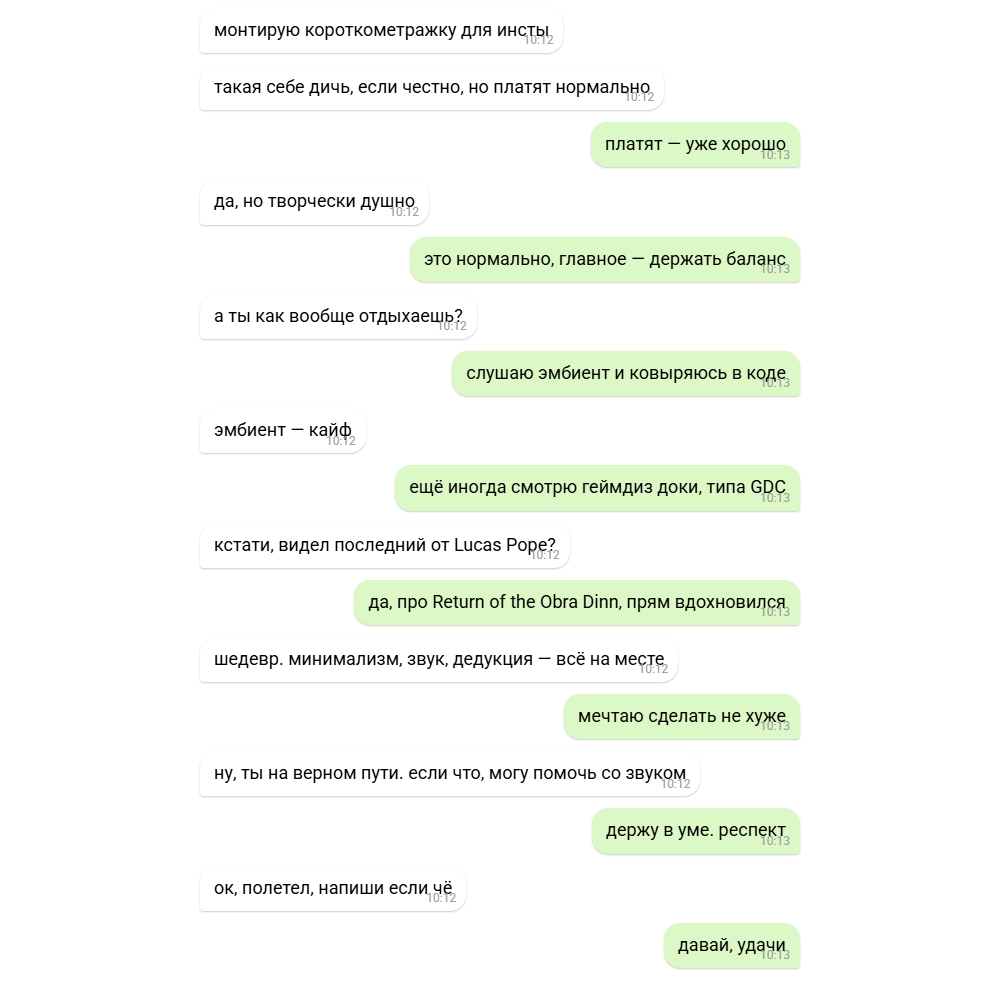 монтирую короткометражку для инсты
10:12
такая себе дичь, если честно, но платят нормально
10:12
платят — уже хорошо
10:13
да, но творчески душно
10:12
это нормально, главное — держать баланс
10:13
а ты как вообще отдыхаешь?
10:12
слушаю эмбиент и ковыряюсь в коде
10:13
эмбиент — кайф
10:12
ещё иногда смотрю геймдиз доки, типа GDC
10:13
кстати, видел последний от Lucas Pope?
10:12
да, про Return of the Obra Dinn, прям вдохновился
10:13
шедевр. минимализм, звук, дедукция — всё на месте
10:12
мечтаю сделать не хуже
10:13
ну, ты на верном пути. если что, могу помочь со звуком
10:12
держу в уме. респект
10:13
ок, полетел, напиши если чё
10:12
давай, удачи
10:13